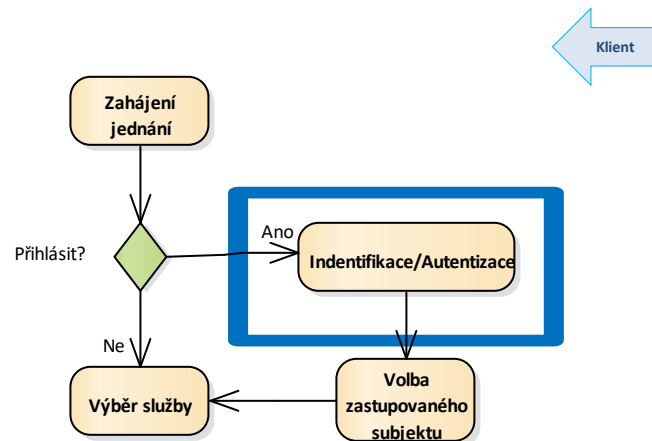 Klient
Zahájení
jednání
Přihlásit?
Ano
Indentifikace/Autentizace
Ne
Výběr služby
Volba
zastupovaného
subjektu